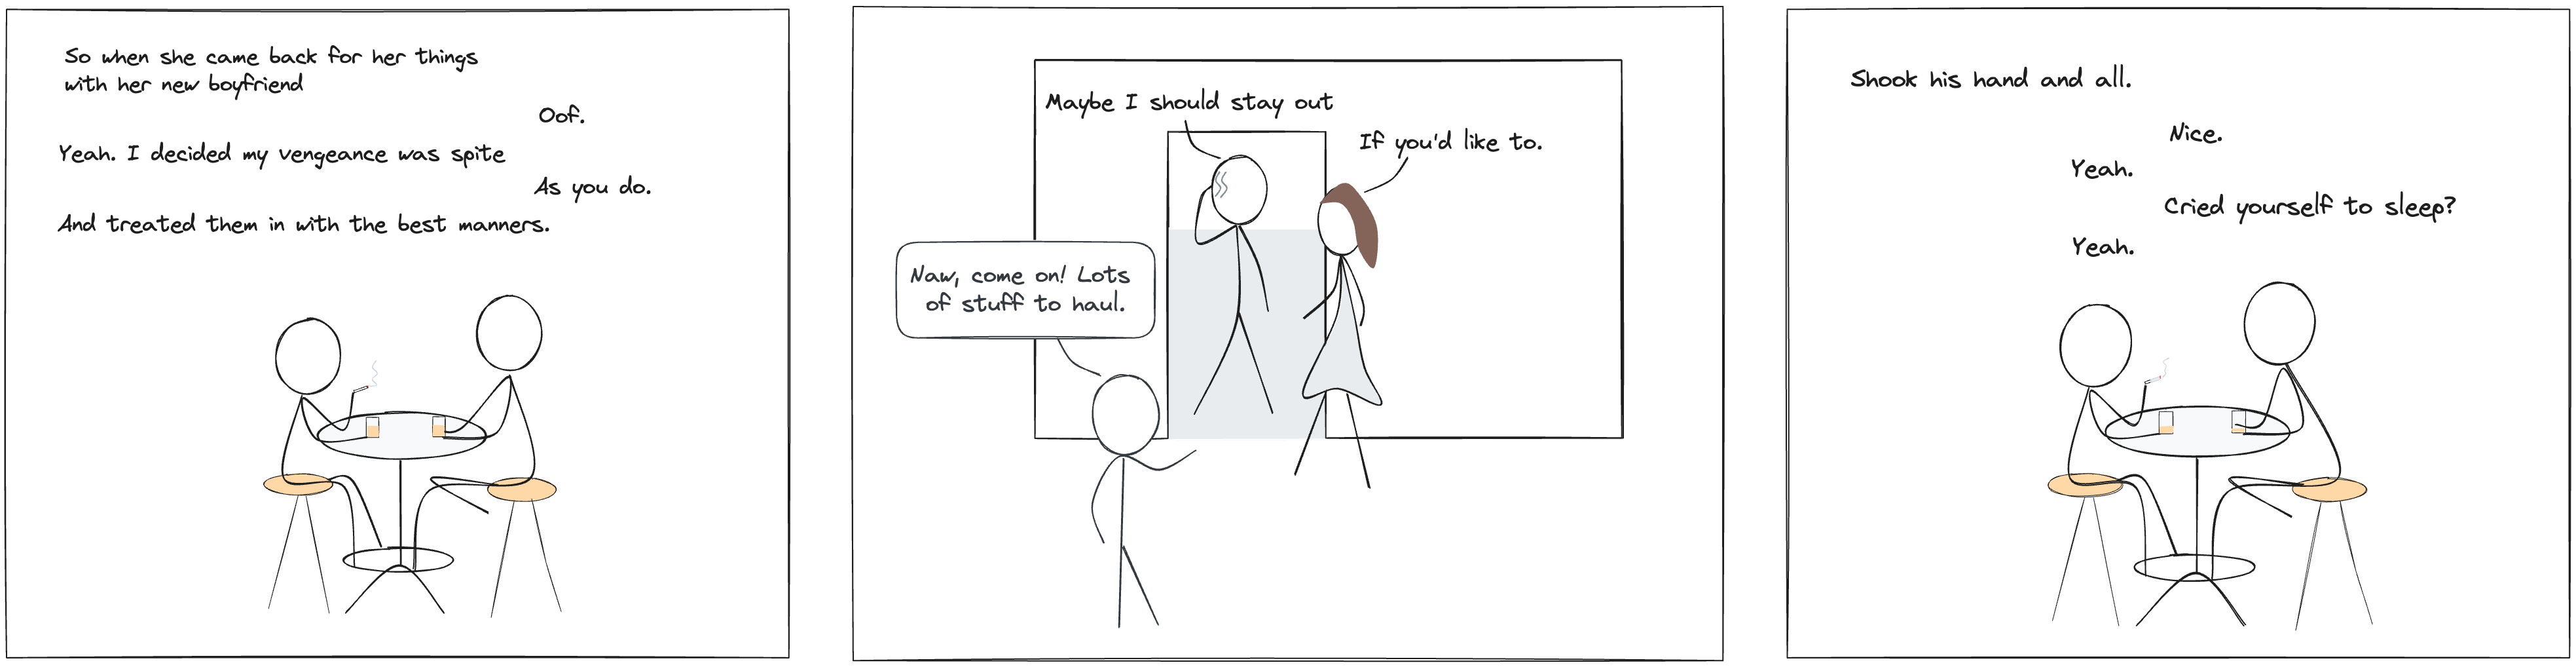 So when she came back for her things
with her new boyfriend
Oof.
Yeah. I decided my vengeance was spite
As you do.
And treated them in with the best manners.
Maybe I should stay out
If you'd like to.
Naw, come on! Lots
of stuff to haul.
Shook his hand and all.
Nice.
Yeah.
Cried yourself to sleep?
Yeah.